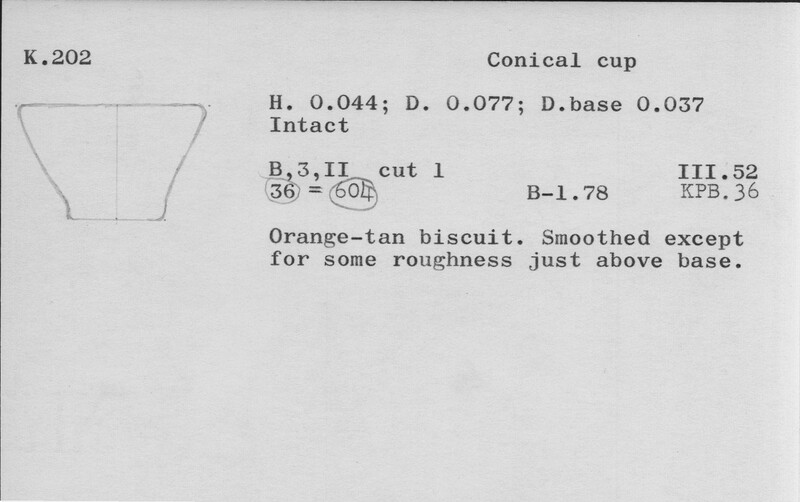 K.202 Conical cup
H. 0.044; D. 0.077; D.base 0.037
Intact
B,3,II cut 1 III.52
36 = 604 B-1.78 KPB.36
Orange-tan biscuit. Smoothed except
for some roughness just above base.